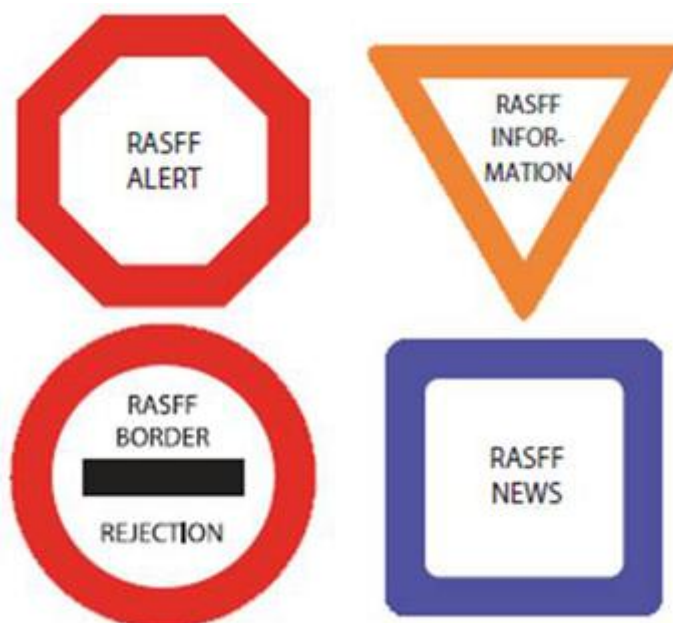 RASFF
ALERT
RASFF
INFOR-
MATION
RASFF
BORDER
REJECTION
RASFF
NEWS